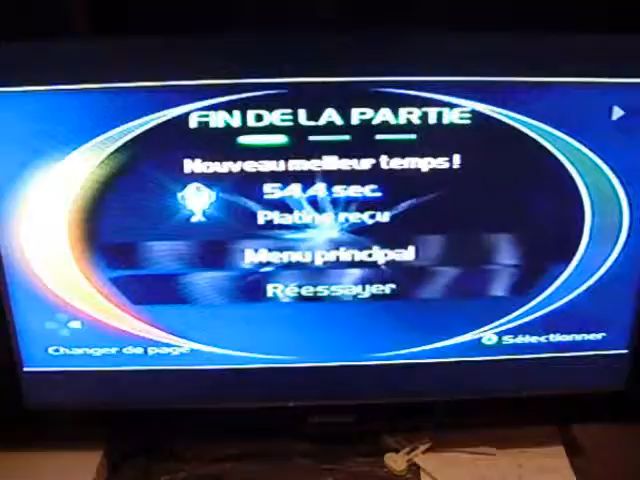 FIN DE LA PARTIE
Nouveau meilleur temps !
54.4 sec.
Platine reçu
Menu principal
Réessayer
Changer de page
Sélectionner